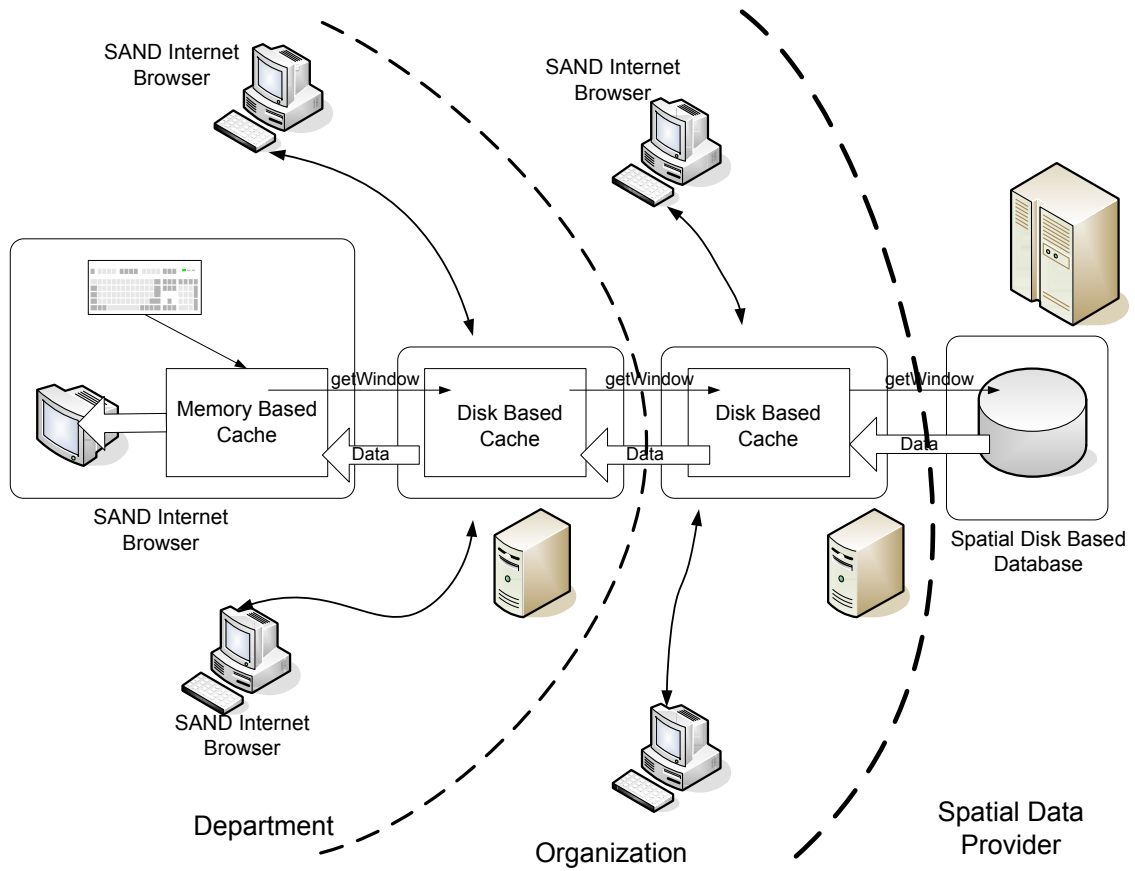 SAND Internet
Browser
SAND Internet
Browser
getWindow
getWindow
getWindow
Memory Based
Cache
Disk Based
Cache
Disk Based
Cache
Data
Data
Data
SAND Internet
Browser
Spatial Disk Based
Database
SAND Internet
Browser
Department
Organization
Spatial Data
Provider